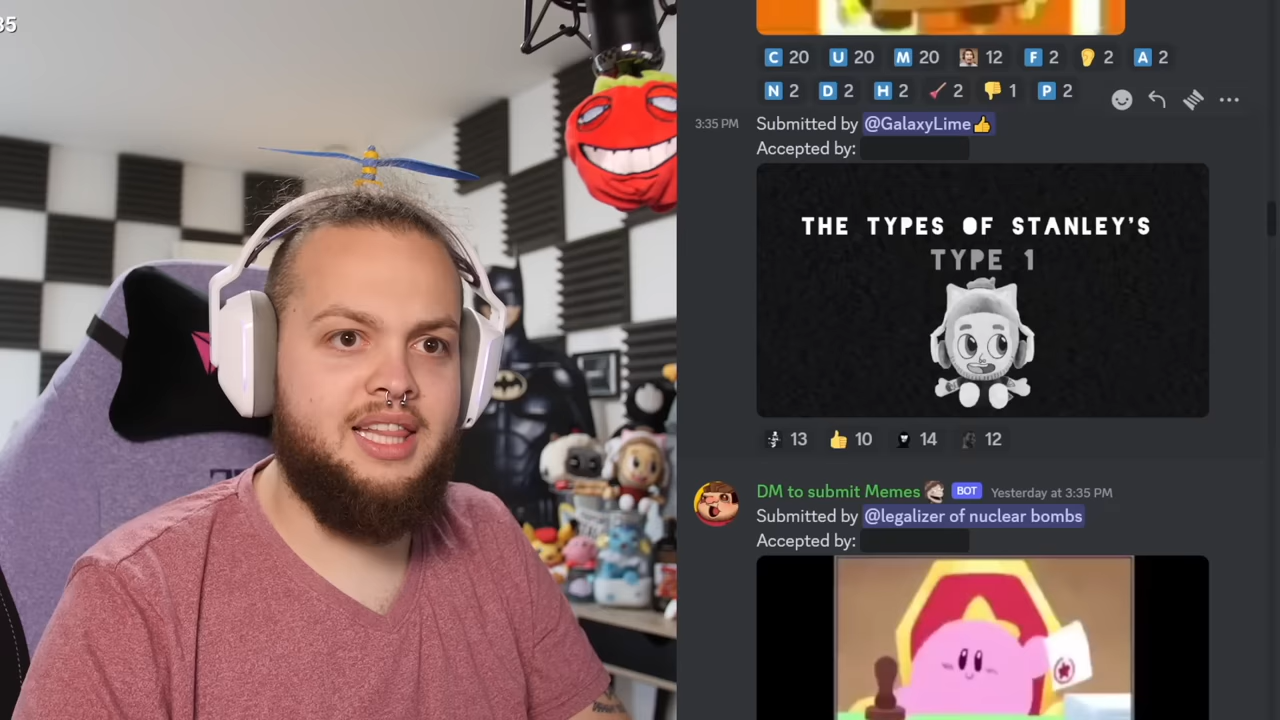 35
C 20 U 20 M 20 12 F 2 2 A 2
N 2 D 2 H 2 2 1 P 2
3:35 PM Submitted by @GalaxyLime👍
Accepted by:
THE TYPES OF STANLEY'S
TYPE 1
13 10 14 12
DM to submit Memes BOT Yesterday at 3:35 PM
Submitted by @legalizer of nuclear bombs
Accepted by: